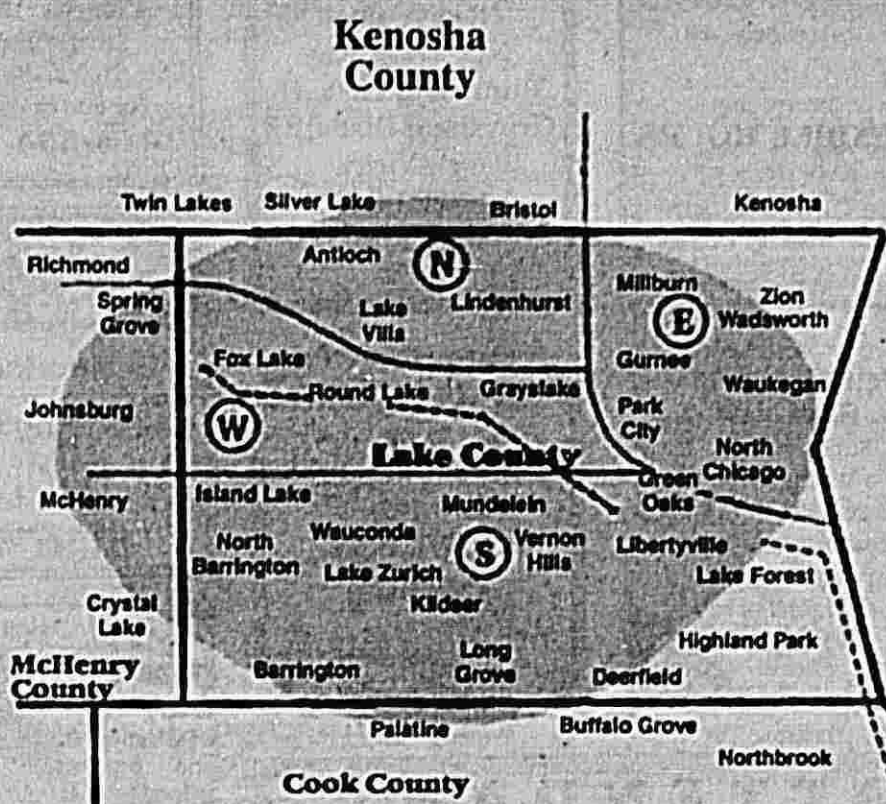 Kenosha
County
Twin Lakes
Silver Lake
Bristol
Kenosha
Richmond
Antioch
N
Millburn
Zion
Spring
Grove
Lake
Villa
Lindenhurst
E
Wadsworth
Fox Lake
Gurnee
Round Lake
Grayslake
Waukegan
Johnsburg
W
Park
City
Lake County
North
Chicago
McHenry
Island Lake
Mundelein
Green
Oaks
North
Barrington
Wauconda
S
Vernon
Hills
Libertyville
Lake Zurich
Lake Forest
Kildeer
Crystal
Lake
Highland Park
McHenry
County
Barrington
Long
Grove
Deerfield
Palatine
Buffalo Grove
Northbrook
Cook County